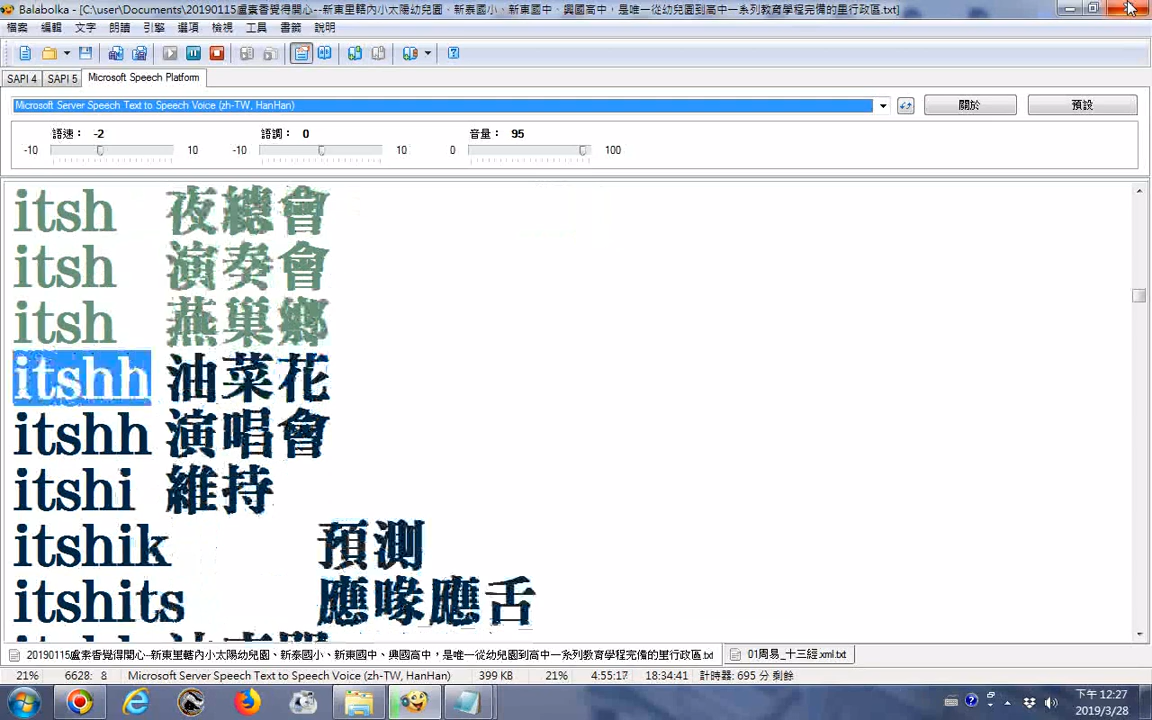 Balabolka - [C:\user\Documents\20190115盧素香覺得開心--新東里轄內小太陽幼兒園、新泰國小、新東國中、興國高中，是唯一從幼兒園到高中一系列教育學程完備的里行政區.txt]
檔案 編輯 文字 朗讀 引擎 選項 檢視 工具 書籤 說明
SAPI 4 SAPI 5 Microsoft Speech Platform
Microsoft Server Speech Text to Speech Voice (zh-TW, HanHan) 關於 預設
語速： -2 語調： 0 音量： 95
-10 10 -10 10 0 100
itsh 夜總會
itsh 演奏會
itsh 燕巢鄉
itshh 油菜花
itshh 演唱會
itshi 維持
itshik 預測
itshits 應喙應舌
20190115盧素香覺得開心--新東里轄內小太陽幼兒園、新泰國小、新東國中、興國高中，是唯一從幼兒園到高中一系列教育學程完備的里行政區.txt 01周易_十三經.xml.txt
21% 6628: 8 Microsoft Server Speech Text to Speech Voice (zh-TW, HanHan) 399 KB 21% 4:55:17 18:34:41 計時器: 695 分 剩餘
下午 12:27
2019/3/28